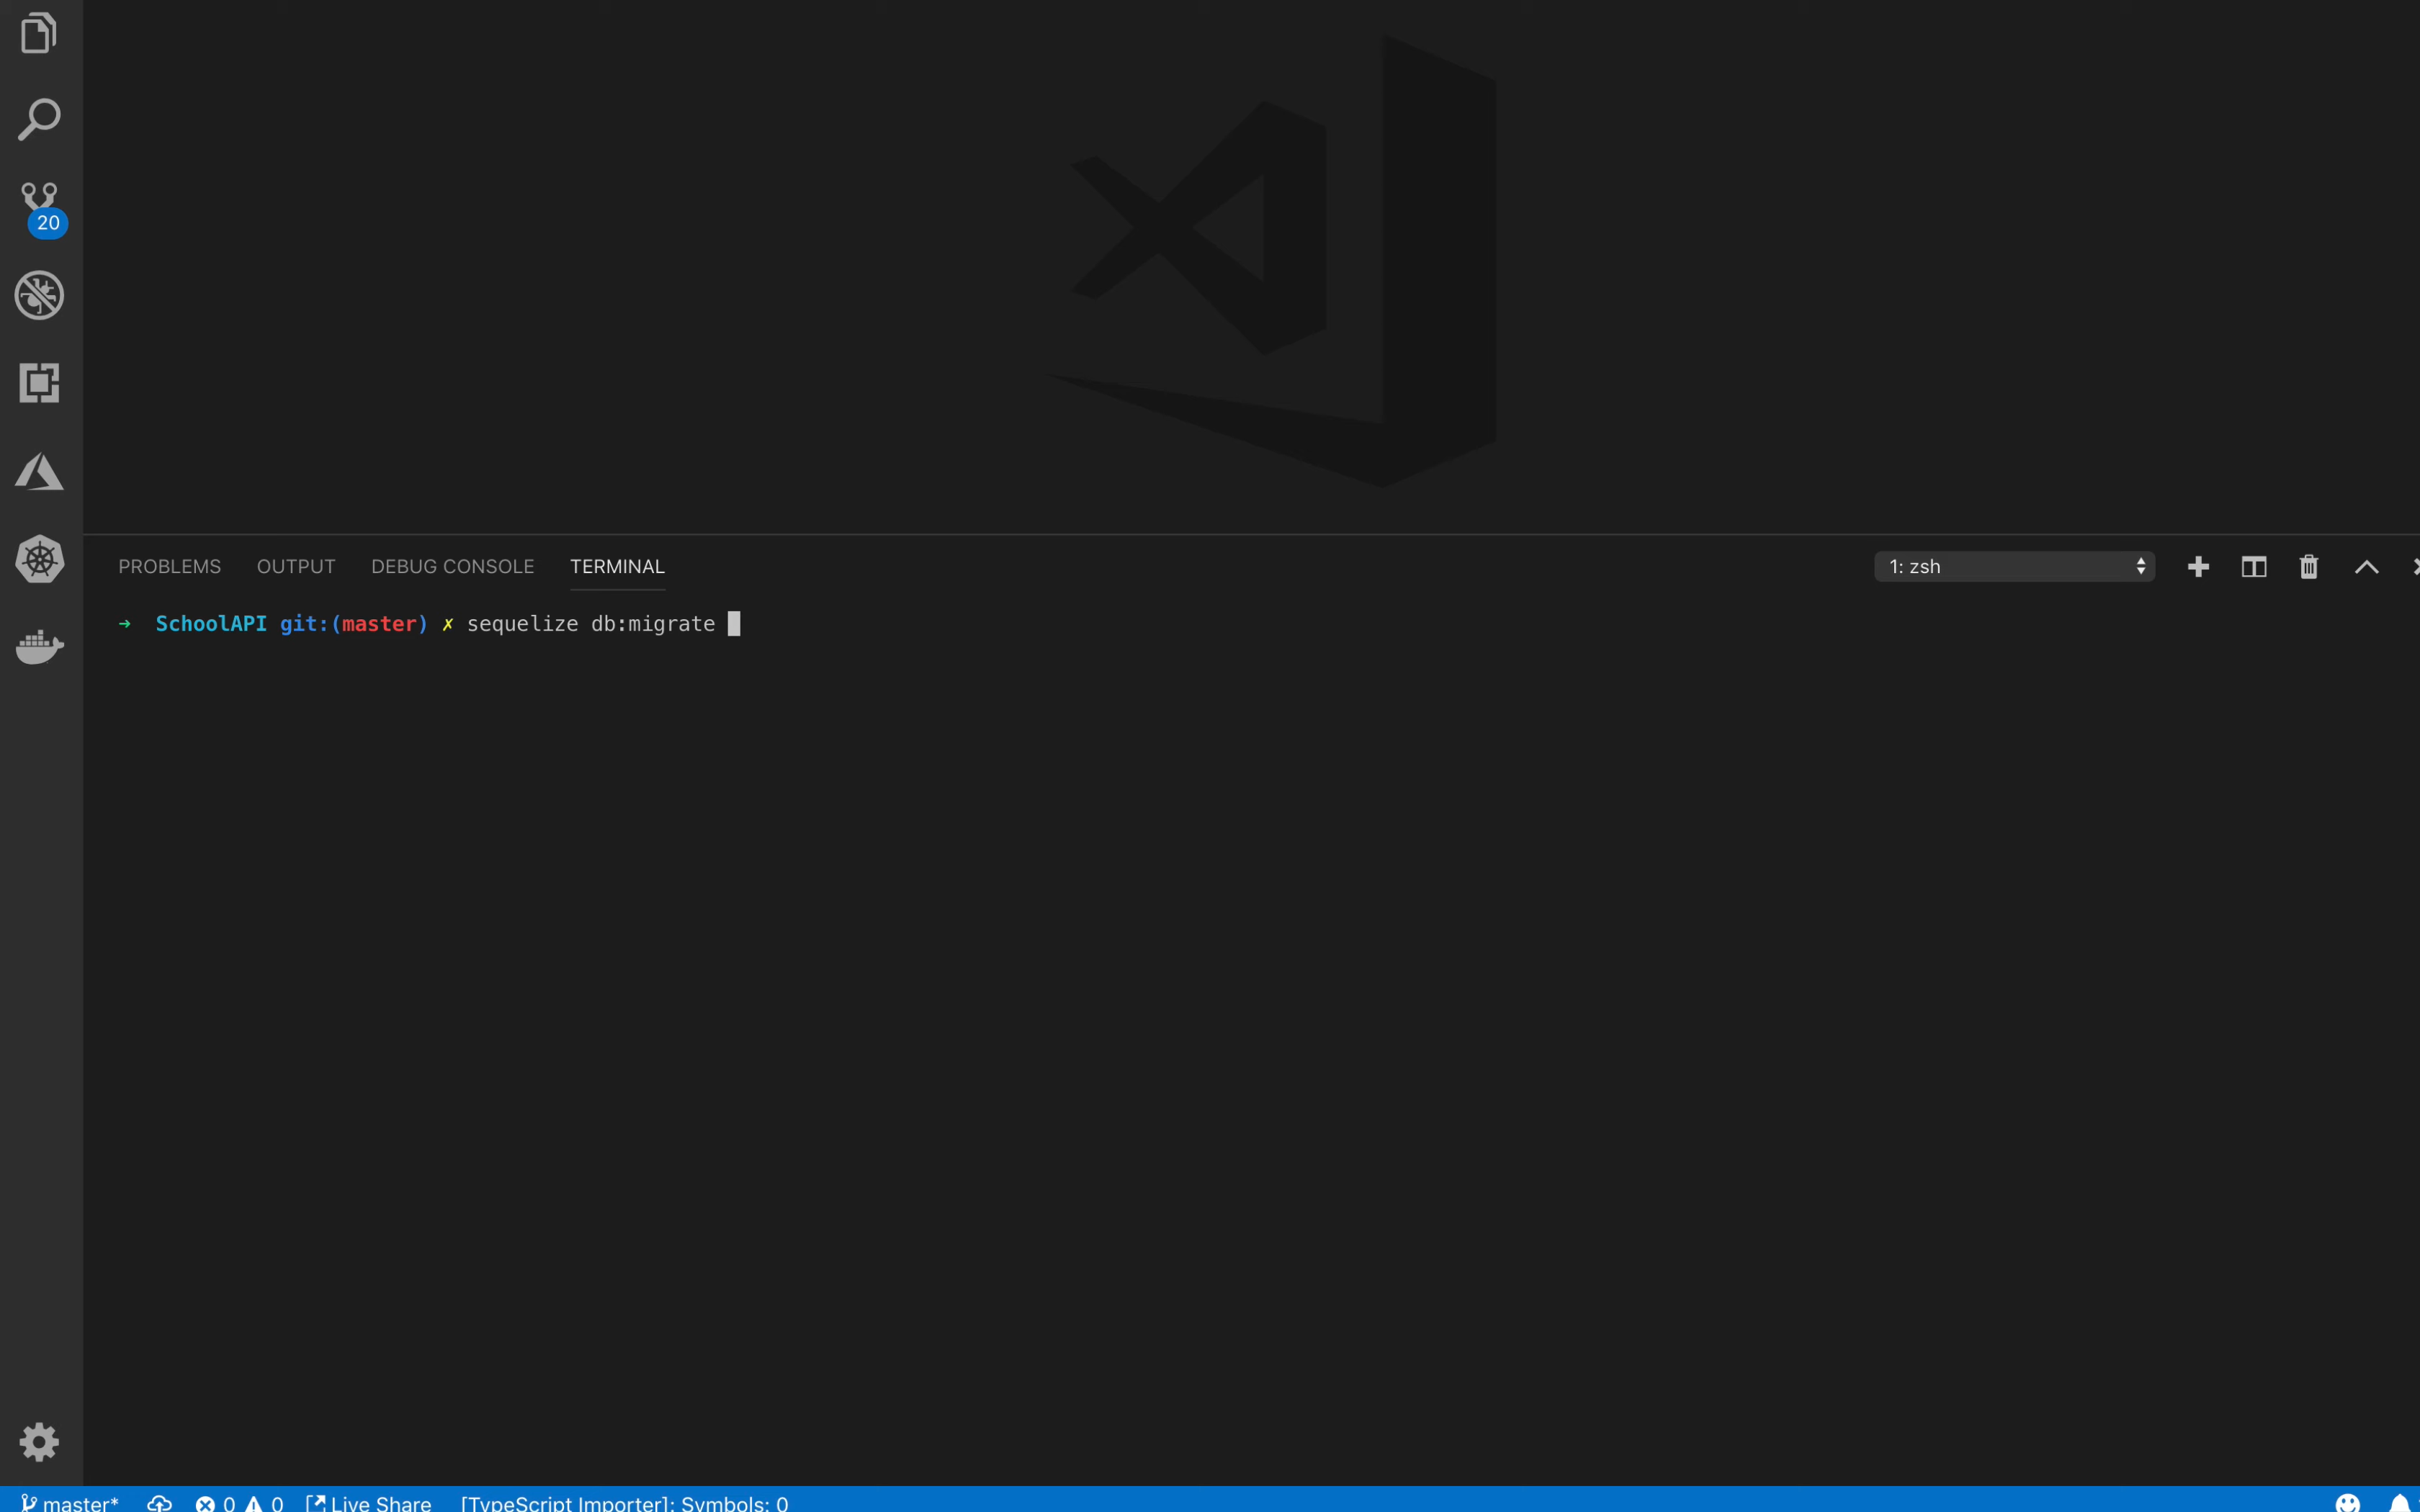 20
PROBLEMS OUTPUT DEBUG CONSOLE TERMINAL 1: zsh
→ SchoolAPI git:(master) ✗ sequelize db:migrate
master* 0 0 Live Share [TypeScript Importer]: Symbols: 0